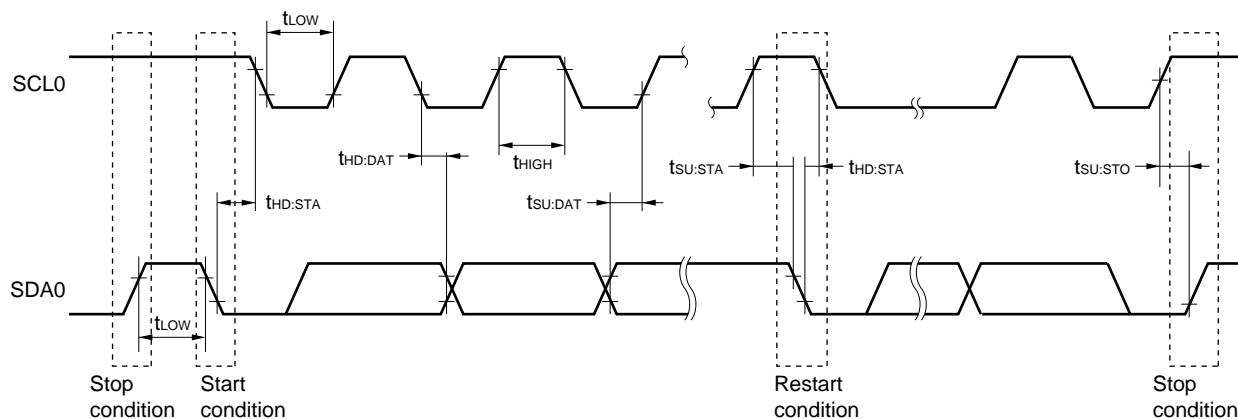 tLOW
SCL0
tHD:DAT
tHIGH
tSU:STA
tHD:STA
tSU:STO
tHD:STA
tSU:DAT
SDA0
tLOW
Stop
condition
Start
condition
Restart
condition
Stop
condition